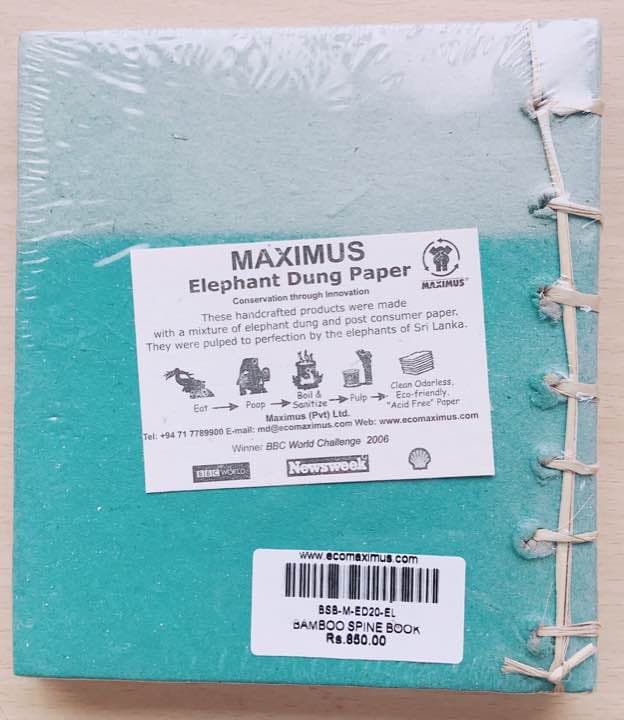 MAXIMUS
Elephant Dung Paper
Conservation through Innovation
MAXIMUS®
These handcrafted products were made
with a mixture of elephant dung and post consumer paper.
They were pulped to perfection by the elephants of Sri Lanka.
Eat
Poop
Boil &
Sanitize
Pulp
Clean Odorless,
Eco-friendly,
"Acid Free" Paper
Maximus (Pvt) Ltd.
Tel: +94 71 7789900 E-mail: md@ecomaximus.com Web: www.ecomaximus.com
Winner BBC World Challenge 2006
BBC WORLD
Newsweek
www.ecomaximus.com
BSB-M-ED20-EL
BAMBOO SPINE BOOK
Rs.850.00